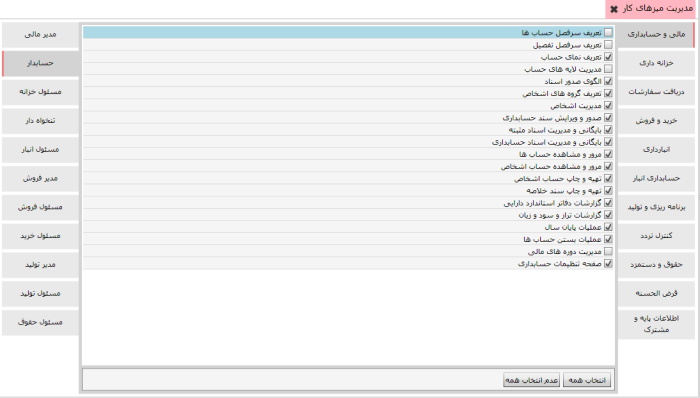 مدیریت میزهای کار
مالی و حسابداری
خزانه داری
دریافت سفارشات
خرید و فروش
انبارداری
حسابداری انبار
برنامه ریزی و تولید
کنترل تردد
حقوق و دستمزد
قرض الحسنه
اطلاعات پایه و
مشترک
تعریف سرفصل حساب ها
تعریف سرفصل تفصیل
تعریف نمای حساب
مدیریت لایه های حساب
الگوی صدور اسناد
تعریف گروه های اشخاص
مدیریت اشخاص
صدور و ویرایش سند حسابداری
بایگانی و مدیریت اسناد مثبته
بایگانی و مدیریت اسناد حسابداری
مرور و مشاهده حساب ها
مرور و مشاهده حساب اشخاص
تهیه و چاپ حساب اشخاص
تهیه و چاپ سند خلاصه
گزارشات دفاتر استاندارد دارایی
گزارشات تراز و سود و زیان
عملیات پایان سال
عملیات بستن حساب ها
مدیریت دوره های مالی
صفحه تنظیمات حسابداری
انتخاب همه
عدم انتخاب همه
مدیر مالی
حسابدار
مسئول خزانه
تنخواه دار
مسئول انبار
مدیر فروش
مسئول فروش
مسئول خرید
مدیر تولید
مسئول تولید
مسئول حقوق